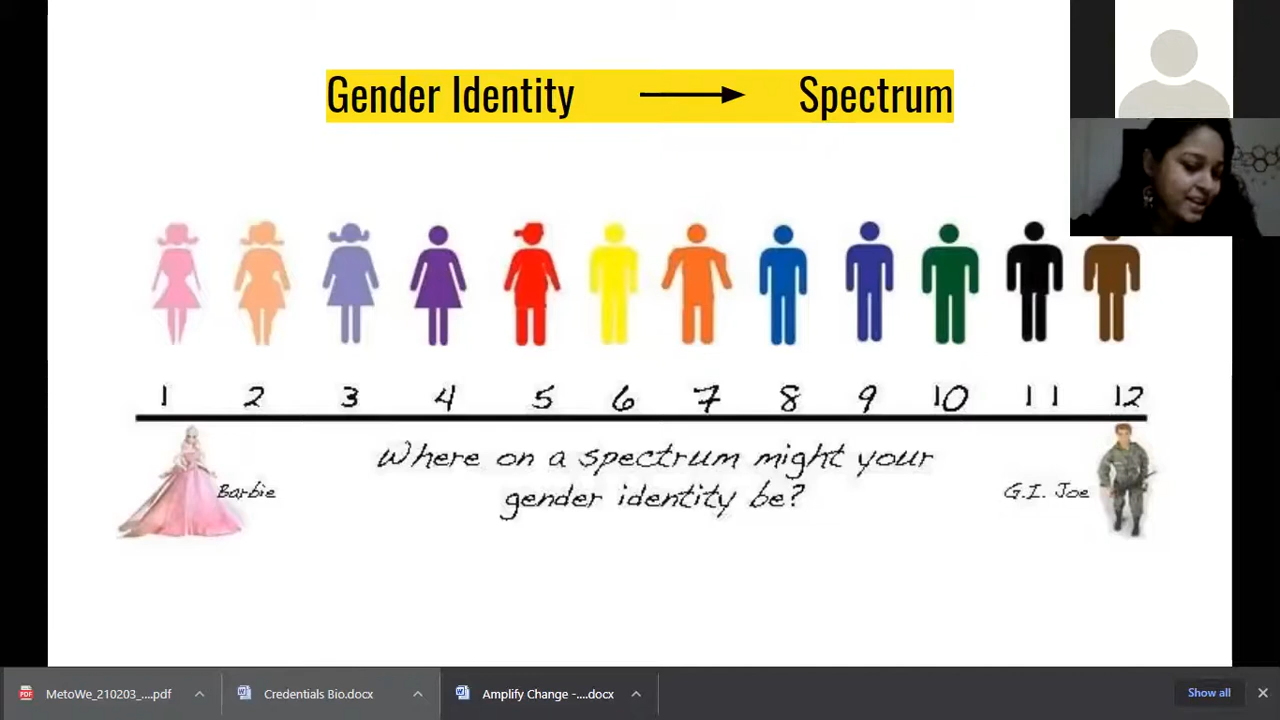 Gender Identity → Spectrum
1 2 3 4 5 6 7 8 9 10 11 12
Where on a spectrum might your
gender identity be?
Barbie
G.I. Joe
PDF MetoWe_210203_....pdf
Credentials Bio.docx
Amplify Change -....docx
Show all